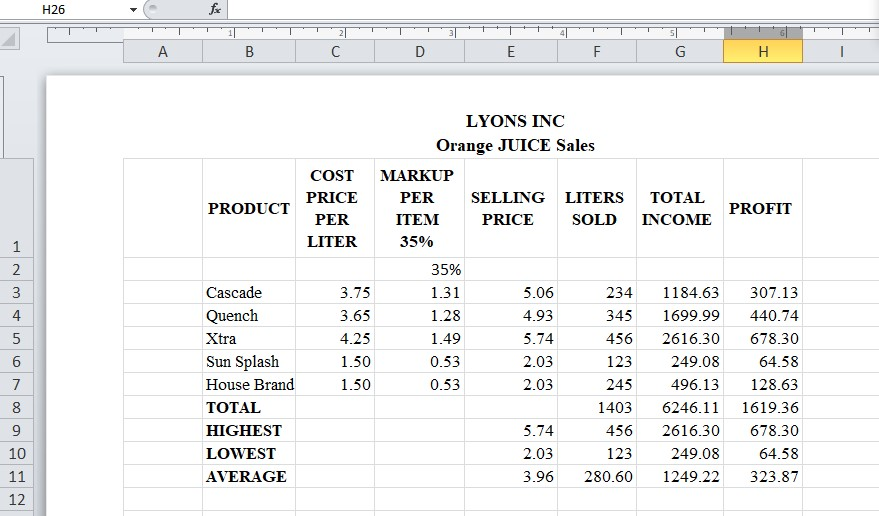 H26 fx
1 2 3 4 5 6
A B C D E F G H I
LYONS INC
Orange JUICE Sales
1 PRODUCT COST PRICE PER LITER MARKUP PER ITEM 35% SELLING PRICE LITERS SOLD TOTAL INCOME PROFIT
2 35%
3 Cascade 3.75 1.31 5.06 234 1184.63 307.13
4 Quench 3.65 1.28 4.93 345 1699.99 440.74
5 Xtra 4.25 1.49 5.74 456 2616.30 678.30
6 Sun Splash 1.50 0.53 2.03 123 249.08 64.58
7 House Brand 1.50 0.53 2.03 245 496.13 128.63
8 TOTAL 1403 6246.11 1619.36
9 HIGHEST 5.74 456 2616.30 678.30
10 LOWEST 2.03 123 249.08 64.58
11 AVERAGE 3.96 280.60 1249.22 323.87
12